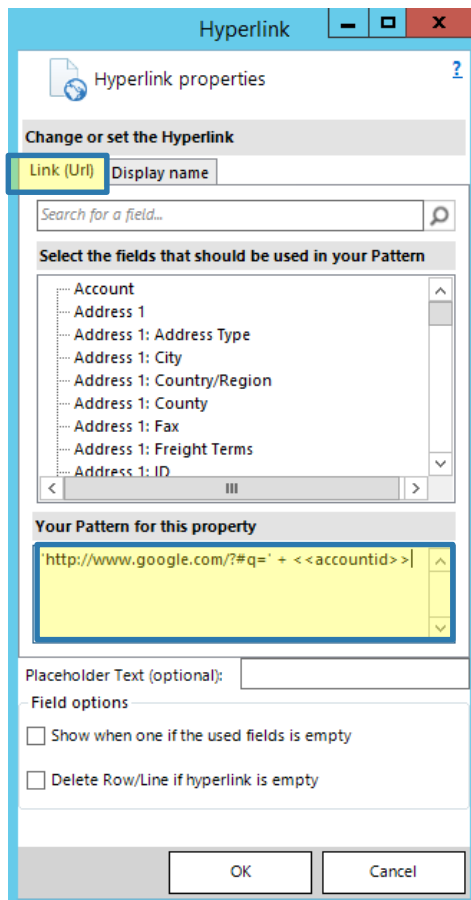 Hyperlink
Hyperlink properties
?
Change or set the Hyperlink
Link (Url)
Display name
Search for a field...
Select the fields that should be used in your Pattern
Account
Address 1
Address 1: Address Type
Address 1: City
Address 1: Country/Region
Address 1: County
Address 1: Fax
Address 1: Freight Terms
Address 1: ID
Your Pattern for this property
'http://www.google.com/?#q=' + <<accountid>>
Placeholder Text (optional):
Field options
Show when one if the used fields is empty
Delete Row/Line if hyperlink is empty
OK
Cancel